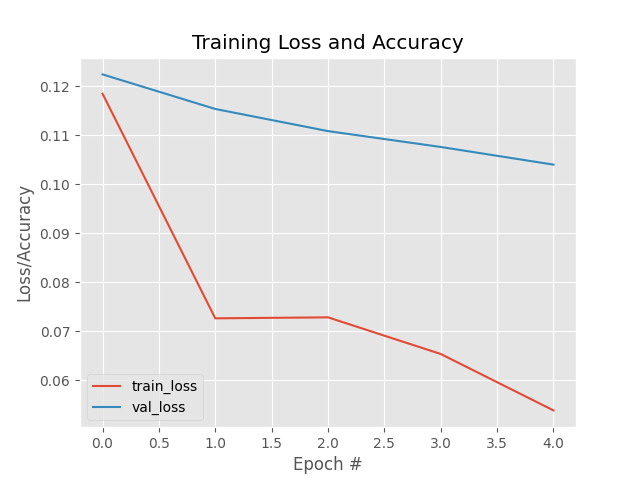 Training Loss and Accuracy
Loss/Accuracy
0.12
0.11
0.10
0.09
0.08
0.07
0.06
train_loss
val_loss
0.0 0.5 1.0 1.5 2.0 2.5 3.0 3.5 4.0
Epoch #